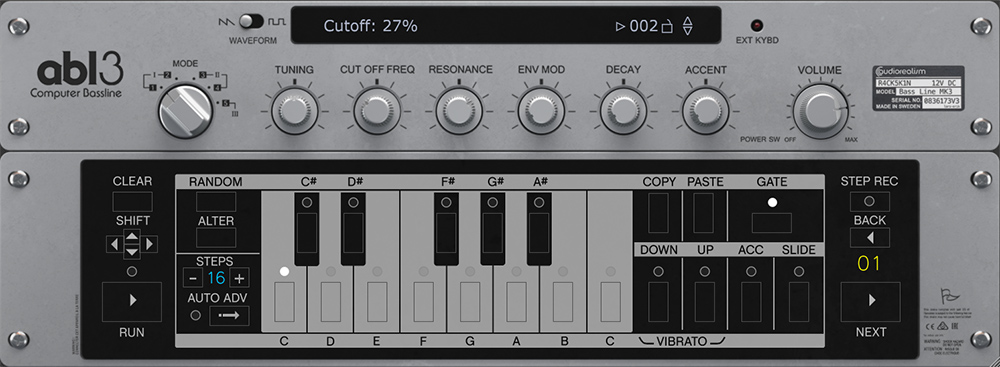 Cutoff: 27%
002
WAVEFORM
EXT KYBD
abl3
Computer Bassline
MODE
I 2 3 II
1 4
5 III
TUNING
CUT OFF FREQ
RESONANCE
ENV MOD
DECAY
ACCENT
VOLUME
POWER SW OFF
MAX
audiorealism
R4CK5K1N 12V DC
MODEL Bass Line MK3
SERIAL NO. 0836173V3
MADE IN SWEDEN
CLEAR
SHIFT
RUN
RANDOM
ALTER
STEPS
- 16 +
AUTO ADV
C# D# F# G# A#
C D E F G A B C
COPY PASTE GATE
DOWN UP ACC SLIDE
VIBRATO
STEP REC
BACK
01
NEXT